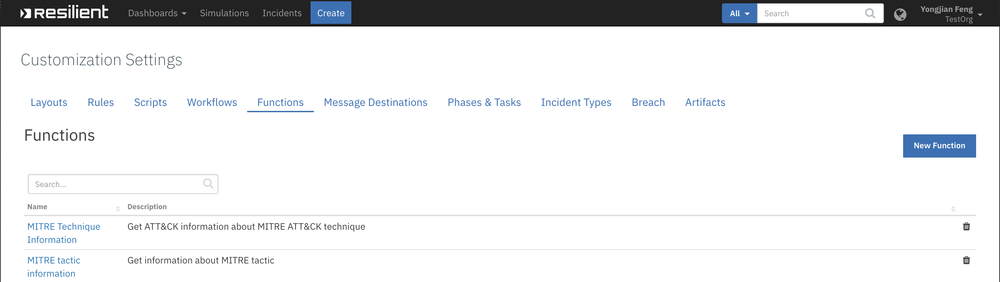 resilient Dashboards Simulations Incidents Create All Search Yongjian Feng
TestOrg
Customization Settings
Layouts Rules Scripts Workflows Functions Message Destinations Phases & Tasks Incident Types Breach Artifacts
Functions
New Function
Search...
Name Description
MITRE Technique Get ATT&CK information about MITRE ATT&CK technique
Information
MITRE tactic Get information about MITRE tactic
information